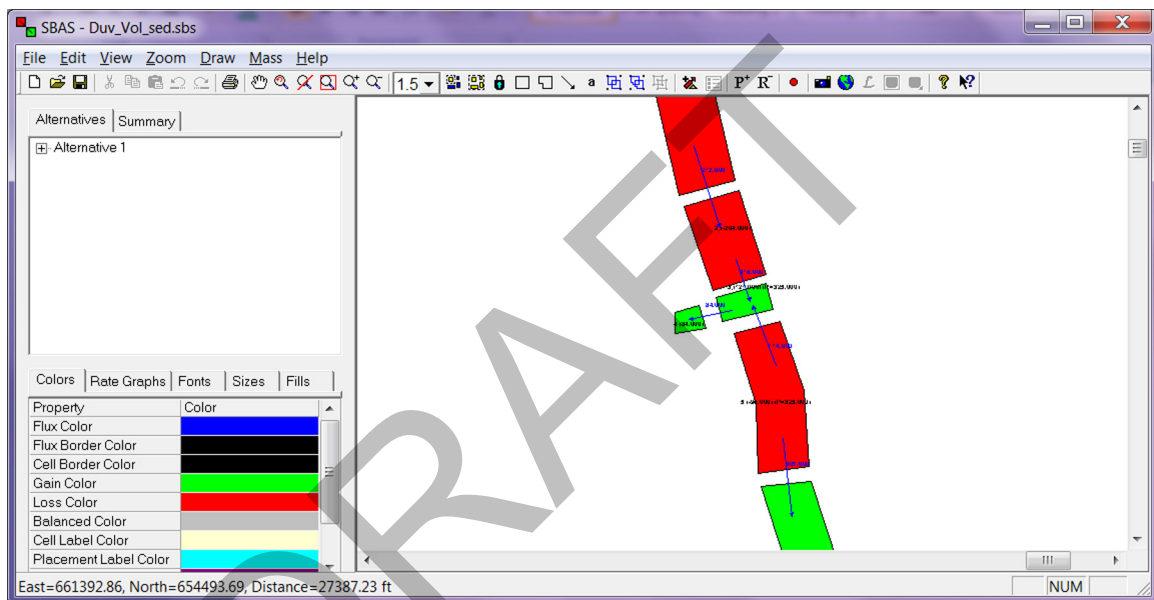 SBAS - Duv_Vol_sed.sbs
File Edit View Zoom Draw Mass Help
1.5
a
P+ R-
£
Alternatives Summary
Alternative 1
Colors Rate Graphs Fonts Sizes Fills
Property Color
Flux Color
Flux Border Color
Cell Border Color
Gain Color
Loss Color
Balanced Color
Cell Label Color
Placement Label Color
East=661392.86, North=654493.69, Distance=27387.23 ft
NUM
DRAFT